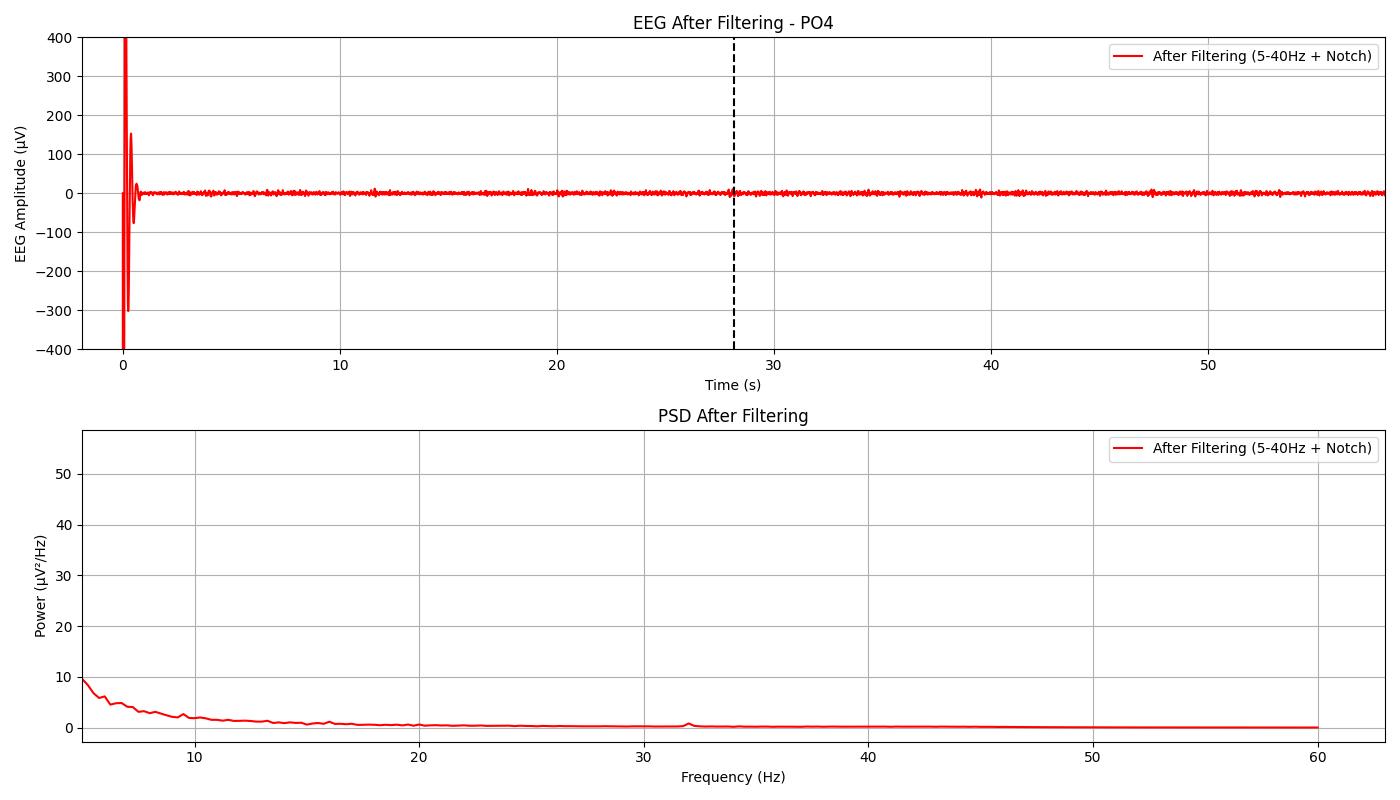 EEG After Filtering - PO4
After Filtering (5-40Hz + Notch)
EEG Amplitude (µV)
400
300
200
100
0
−100
−200
−300
−400
0 10 20 30 40 50
Time (s)
PSD After Filtering
After Filtering (5-40Hz + Notch)
Power (µV²/Hz)
50
40
30
20
10
0
10 20 30 40 50 60
Frequency (Hz)